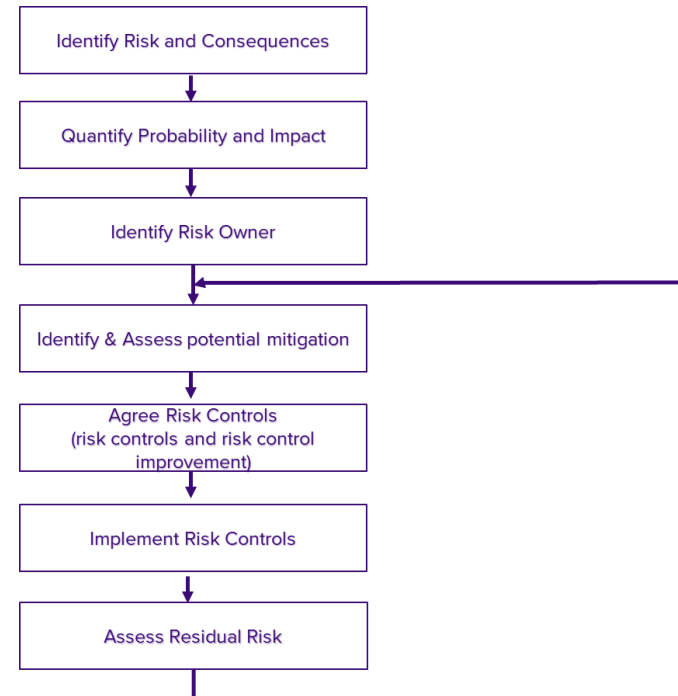 Identify Risk and Consequences
Quantify Probability and Impact
Identify Risk Owner
Identify & Assess potential mitigation
Agree Risk Controls
(risk controls and risk control
improvement)
Implement Risk Controls
Assess Residual Risk